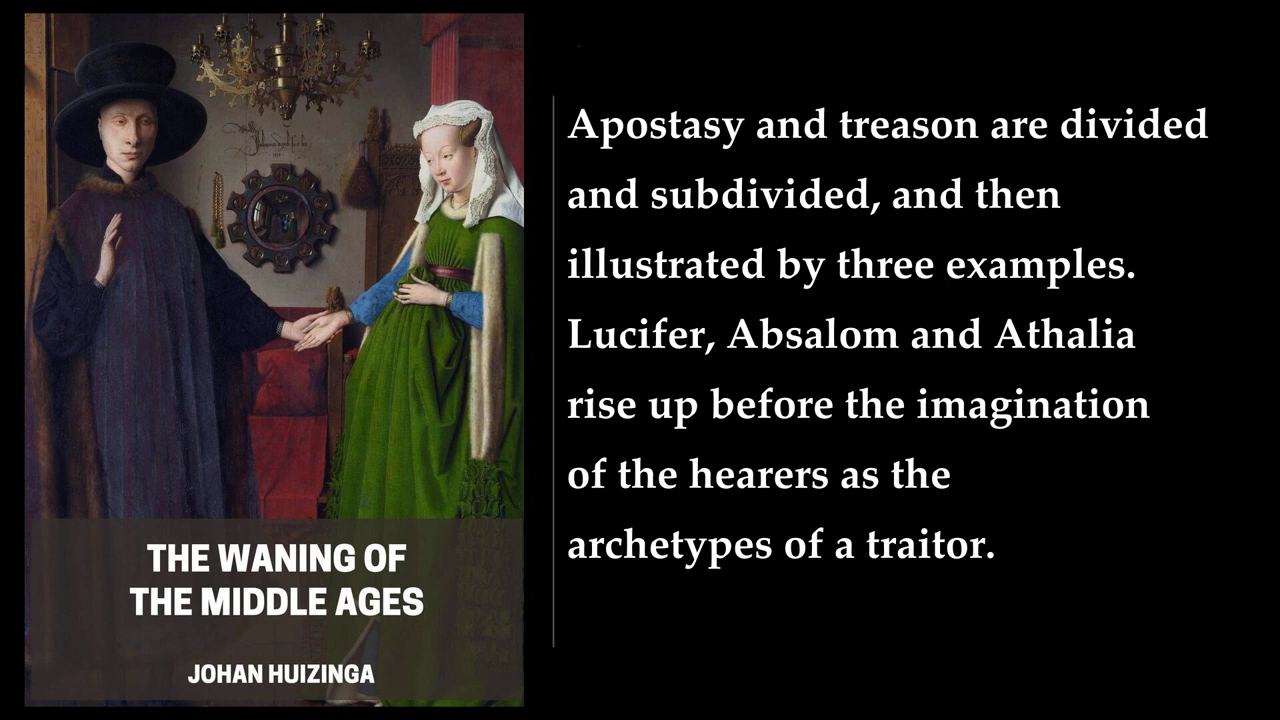 THE WANING OF
THE MIDDLE AGES
JOHAN HUIZINGA
Apostasy and treason are divided
and subdivided, and then
illustrated by three examples.
Lucifer, Absalom and Athalia
rise up before the imagination
of the hearers as the
archetypes of a traitor.